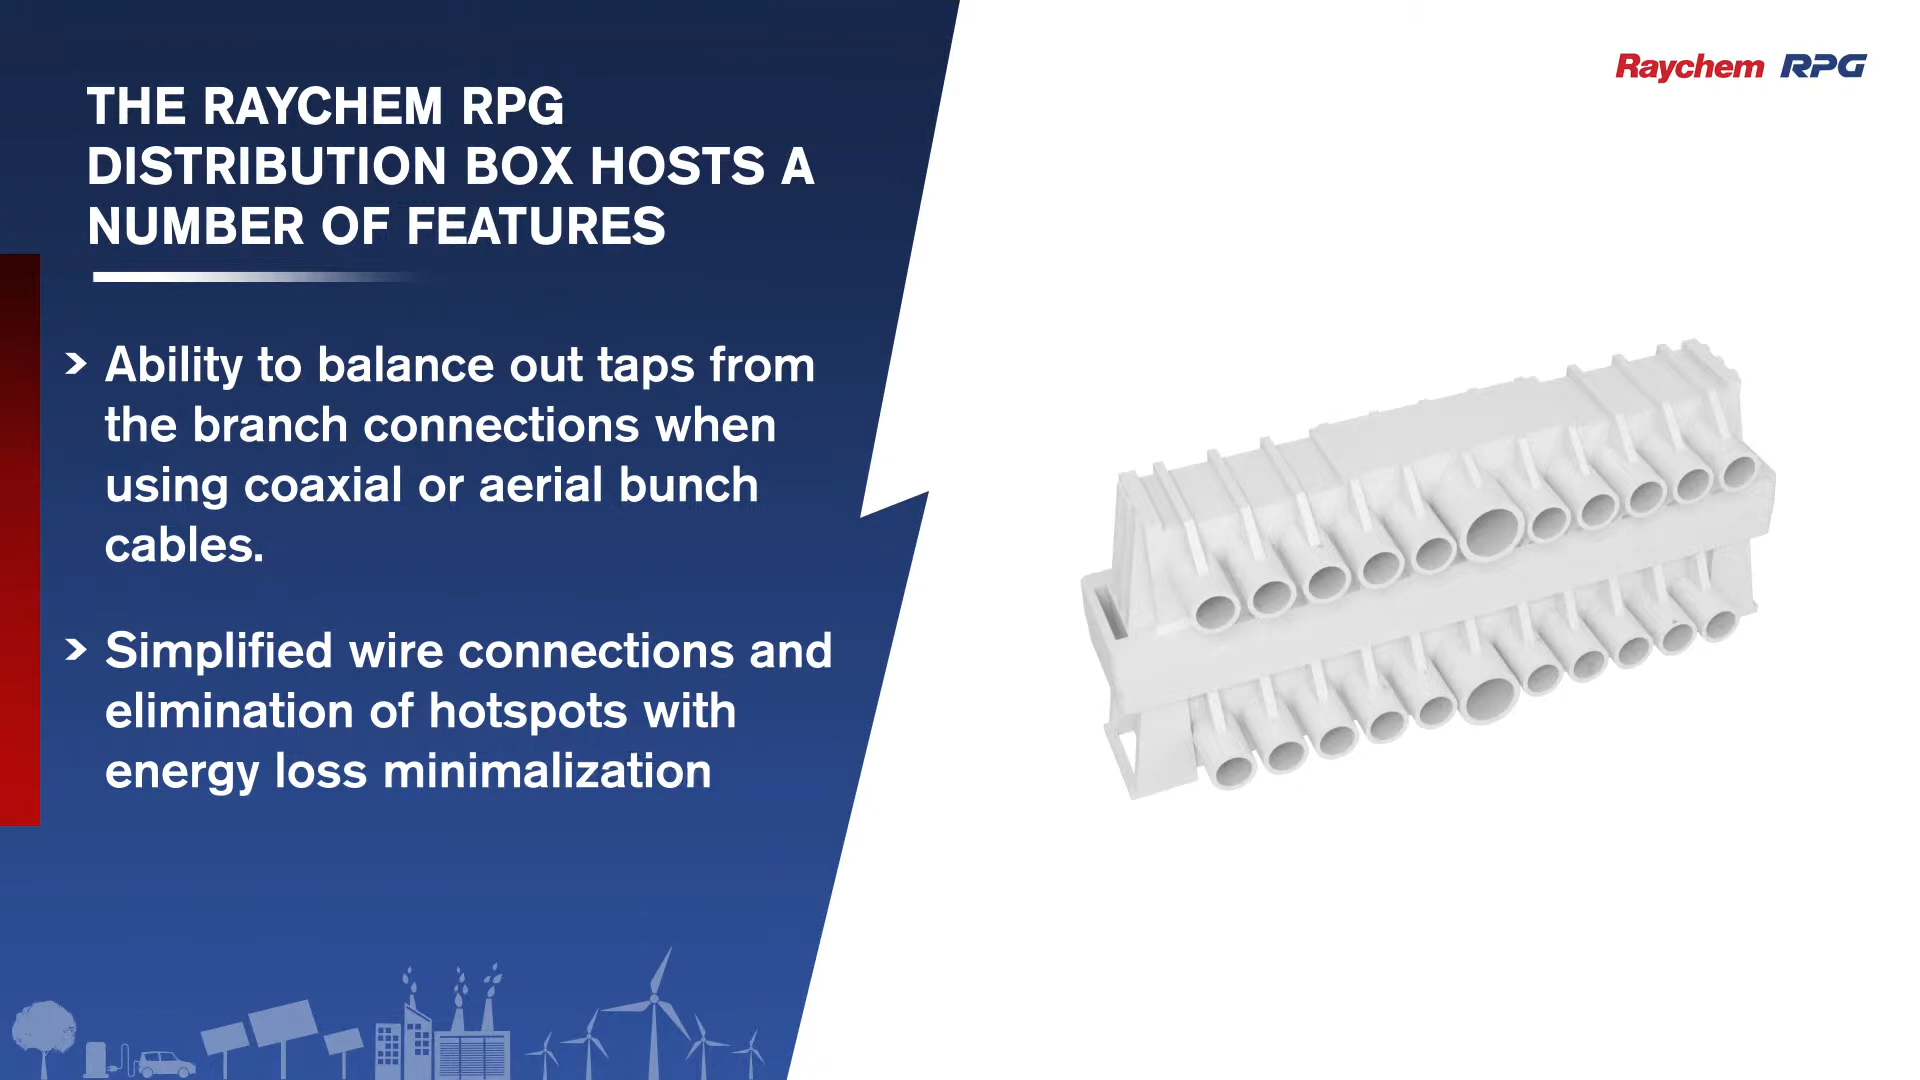 Raychem RPG
THE RAYCHEM RPG
DISTRIBUTION BOX HOSTS A
NUMBER OF FEATURES
> Ability to balance out taps from
the branch connections when
using coaxial or aerial bunch
cables.
> Simplified wire connections and
elimination of hotspots with
energy loss minimalization